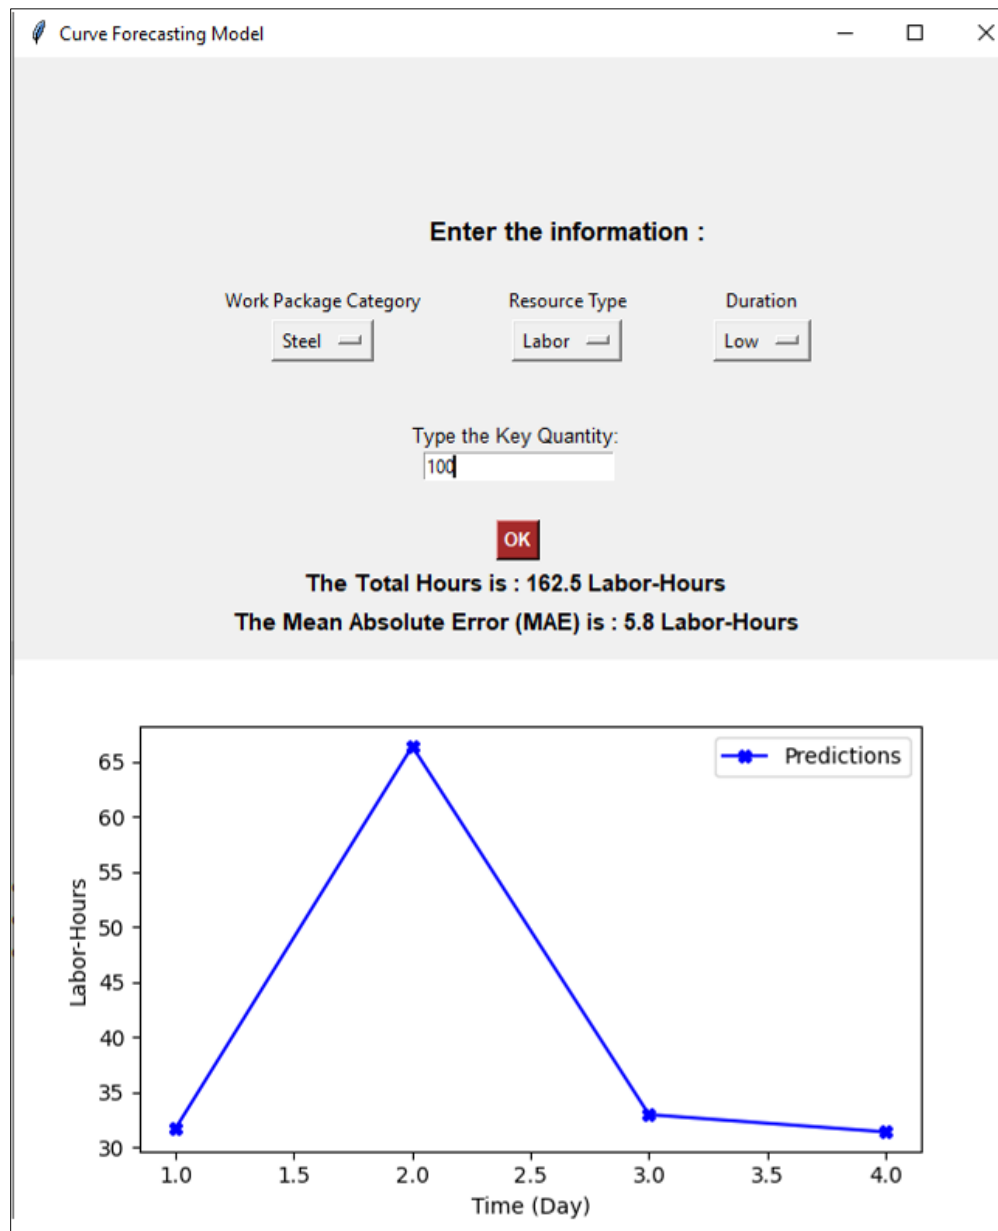 Curve Forecasting Model
Enter the information :
Work Package Category Resource Type Duration
Steel Labor Low
Type the Key Quantity:
100
OK
The Total Hours is : 162.5 Labor-Hours
The Mean Absolute Error (MAE) is : 5.8 Labor-Hours
Predictions
65
60
55
50
45
40
35
30
Labor-Hours
1.0 1.5 2.0 2.5 3.0 3.5 4.0
Time (Day)